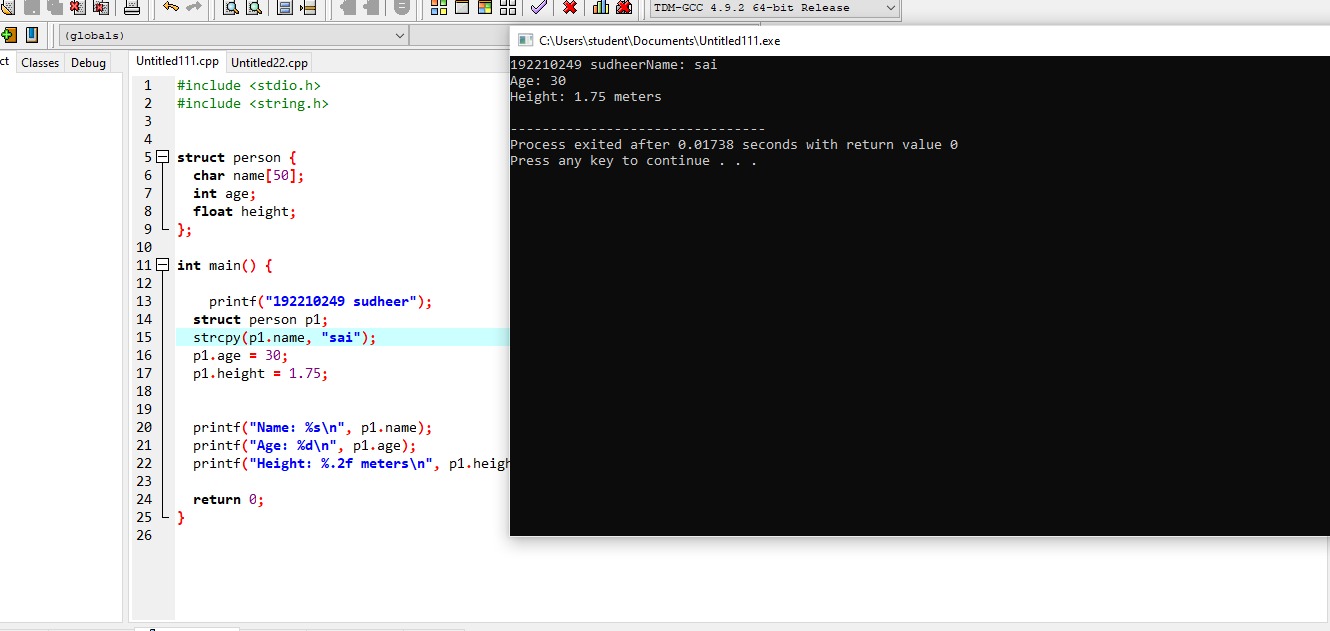 TDM-GCC 4.9.2 64-bit Release
(globals)
ct Classes Debug
Untitled111.cpp Untitled22.cpp
1 #include <stdio.h>
2 #include <string.h>
3
4
5 struct person {
6 char name[50];
7 int age;
8 float height;
9 };
10
11 int main() {
12
13 printf("192210249 sudheer");
14 struct person p1;
15 strcpy(p1.name, "sai");
16 p1.age = 30;
17 p1.height = 1.75;
18
19
20 printf("Name: %s\n", p1.name);
21 printf("Age: %d\n", p1.age);
22 printf("Height: %.2f meters\n", p1.heigh
23
24 return 0;
25 }
26
C:\Users\student\Documents\Untitled111.exe
192210249 sudheerName: sai
Age: 30
Height: 1.75 meters
--------------------------------
Process exited after 0.01738 seconds with return value 0
Press any key to continue . . .